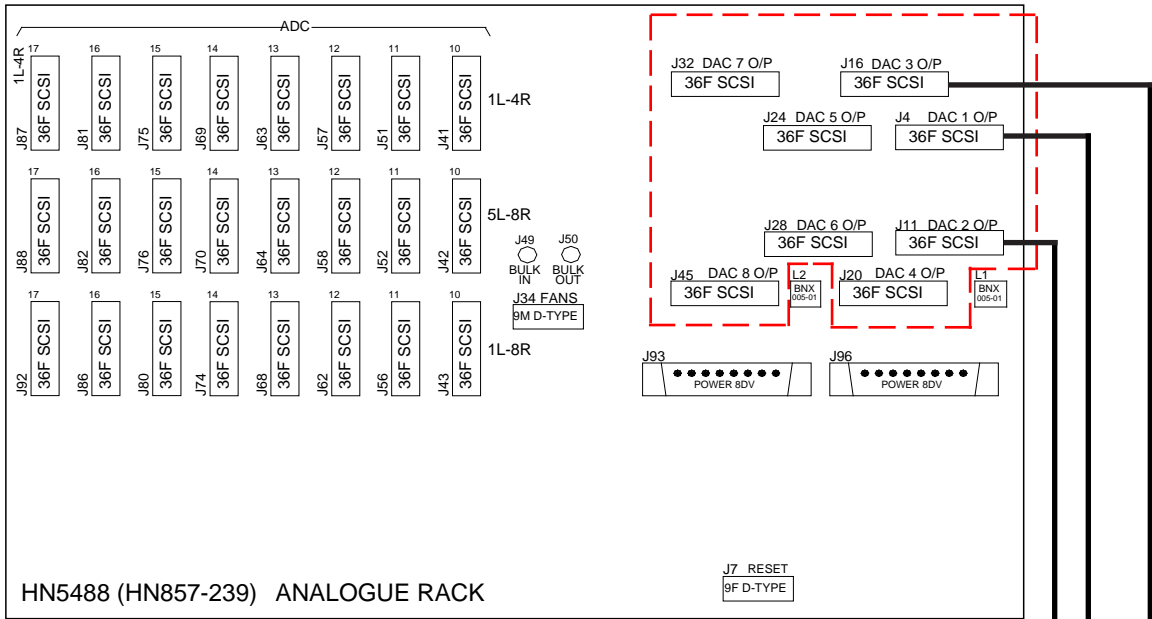 ADC
1L-4R
17 16 15 14 13 12 11 10
J87 36F SCSI J81 36F SCSI J75 36F SCSI J69 36F SCSI J63 36F SCSI J57 36F SCSI J51 36F SCSI J41 36F SCSI
1L-4R
17 16 15 14 13 12 11 10
J88 36F SCSI J82 36F SCSI J76 36F SCSI J70 36F SCSI J64 36F SCSI J58 36F SCSI J52 36F SCSI J42 36F SCSI
5L-8R
17 16 15 14 13 12 11 10
J92 36F SCSI J86 36F SCSI J80 36F SCSI J74 36F SCSI J68 36F SCSI J62 36F SCSI J56 36F SCSI J43 36F SCSI
1L-8R
J49
BULK
IN
J50
BULK
OUT
J34 FANS
9M D-TYPE
J32 DAC 7 O/P
36F SCSI
J16 DAC 3 O/P
36F SCSI
J24 DAC 5 O/P
36F SCSI
J4 DAC 1 O/P
36F SCSI
J28 DAC 6 O/P
36F SCSI
J11 DAC 2 O/P
36F SCSI
J45 DAC 8 O/P
36F SCSI
L2
BNX
005-01
J20 DAC 4 O/P
36F SCSI
L1
BNX
005-01
J93
POWER 8DV
J96
POWER 8DV
J7 RESET
9F D-TYPE
HN5488 (HN857-239) ANALOGUE RACK